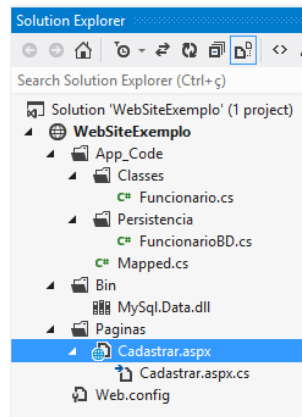 Solution Explorer
Search Solution Explorer (Ctrl+ç)
Solution 'WebSiteExemplo' (1 project)
WebSiteExemplo
App_Code
Classes
C# Funcionario.cs
Persistencia
C# FuncionarioBD.cs
C# Mapped.cs
Bin
MySql.Data.dll
Paginas
Cadastrar.aspx
Cadastrar.aspx.cs
Web.config